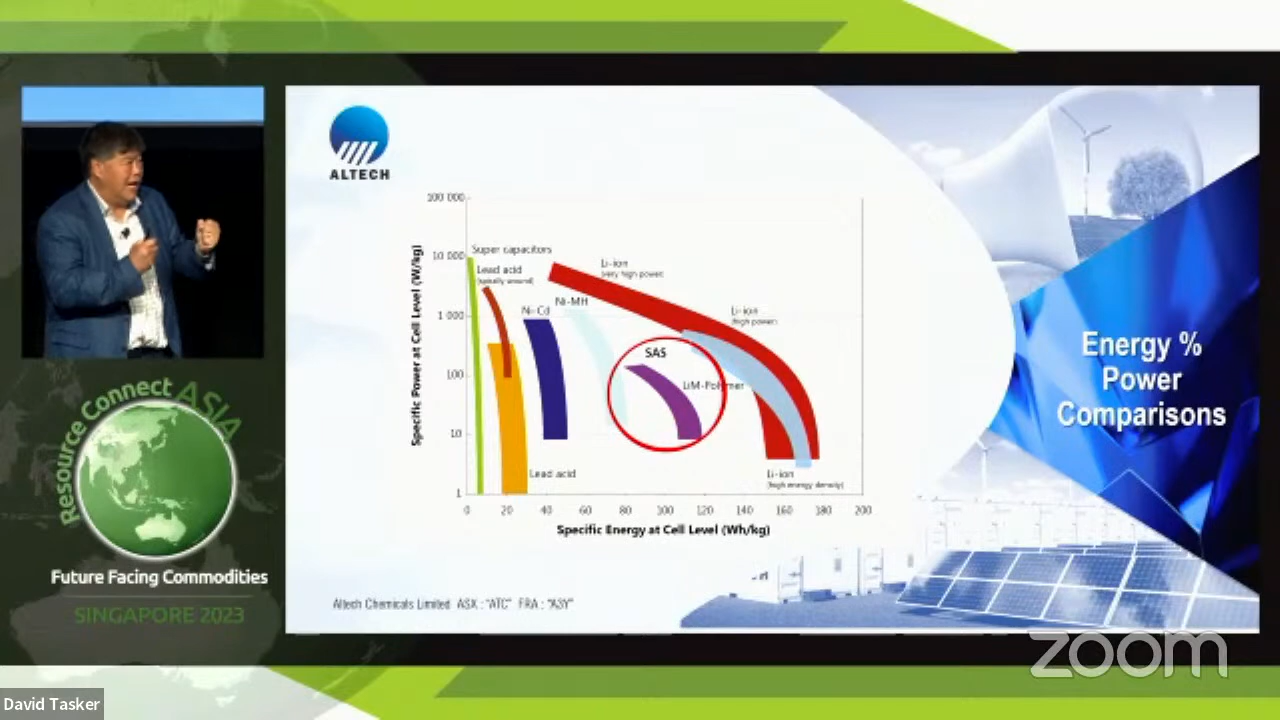 ALTECH
100 000
10 000
1 000
100
10
1
Specific Power at Cell Level (W/kg)
Super capacitors
Lead acid
(spirally wound)
Ni-Cd
Ni-MH
Li-ion
(very high power)
Li-ion
(high power)
SAS
LiM-Polymer
Lead acid
Li-ion
(high energy density)
0 20 40 60 80 100 120 140 160 180 200
Specific Energy at Cell Level (Wh/kg)
Energy %
Power
Comparisons
Altech Chemicals Limited ASX : "ATC" FRA : "A3Y"
Resource Connect ASIA
Future Facing Commodities
SINGAPORE 2023
zoom
David Tasker